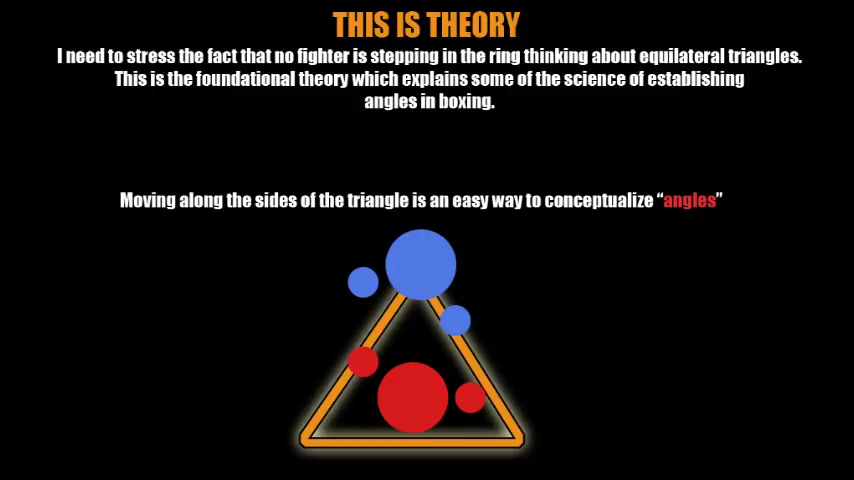 THIS IS THEORY
I need to stress the fact that no fighter is stepping in the ring thinking about equilateral triangles.
This is the foundational theory which explains some of the science of establishing
angles in boxing.
Moving along the sides of the triangle is an easy way to conceptualize “angles”